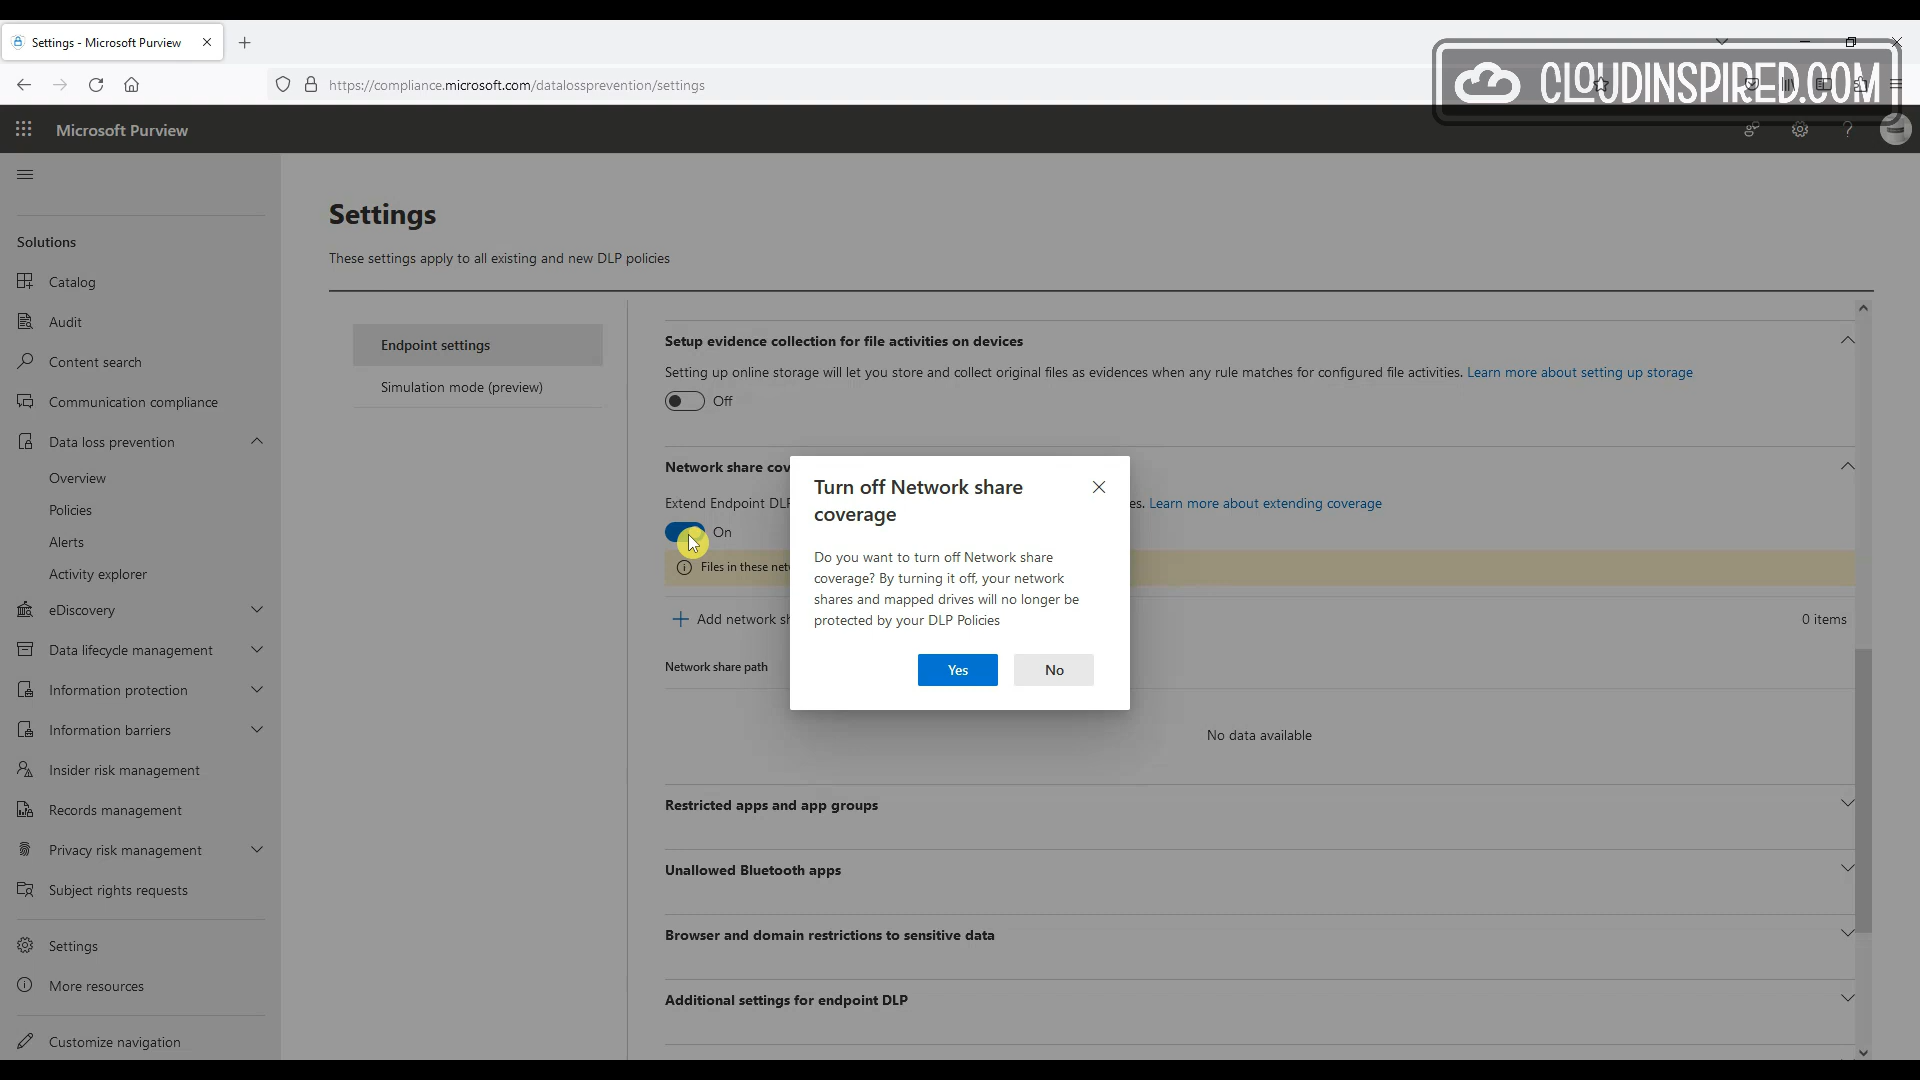 Settings - Microsoft Purview
https://compliance.microsoft.com/datalossprevention/settings
CLOUDINSPIRED.COM
Microsoft Purview
Solutions
Catalog
Audit
Content search
Communication compliance
Data loss prevention
Overview
Policies
Alerts
Activity explorer
eDiscovery
Data lifecycle management
Information protection
Information barriers
Insider risk management
Records management
Privacy risk management
Subject rights requests
Settings
More resources
Customize navigation
Settings
These settings apply to all existing and new DLP policies
Endpoint settings
Simulation mode (preview)
Setup evidence collection for file activities on devices
Setting up online storage will let you store and collect original files as evidences when any rule matches for configured file activities. Learn more about setting up storage
Off
Network share
Extend Endpoint DLP Learn more about extending coverage
On
Files in these
Add network
0 items
Network share path
No data available
Turn off Network share
coverage
Do you want to turn off Network share
coverage? By turning it off, your network
shares and mapped drives will no longer be
protected by your DLP Policies
Yes No
Restricted apps and app groups
Unallowed Bluetooth apps
Browser and domain restrictions to sensitive data
Additional settings for endpoint DLP